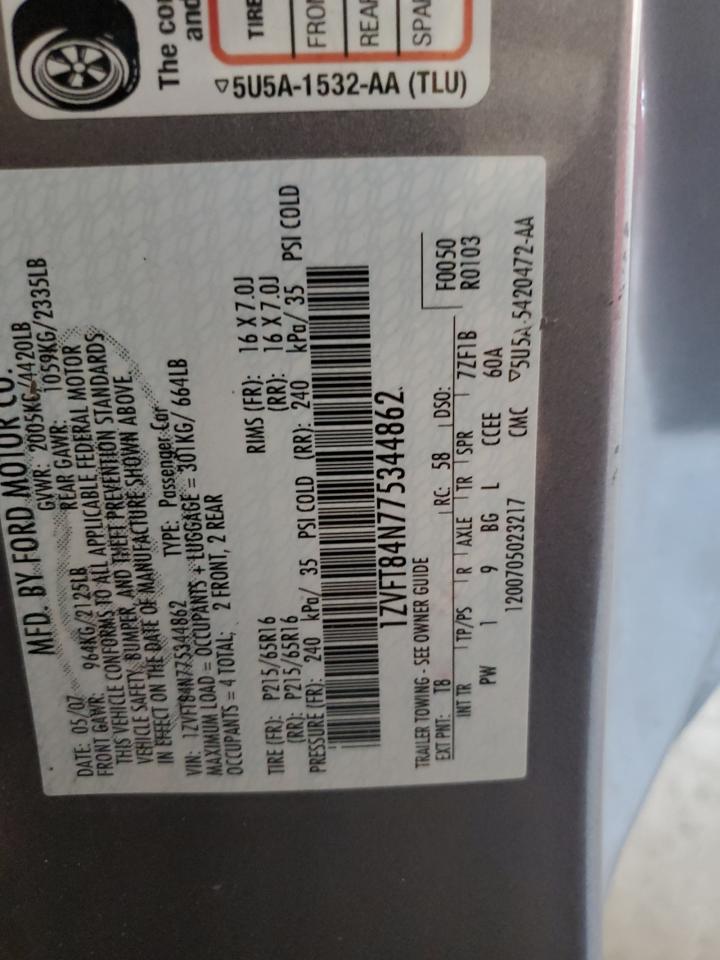 The co
and
TIRE
FRON
REAR
SPA
5U5A-1532-AA (TLU)
MFD. BY FORD MOTOR CO.
DATE: 05/07 GVWR: 2005KG/4420LB
FRONT GAWR: 964KG/2125LB REAR GAWR: 1059KG/2335LB
THIS VEHICLE CONFORMS TO ALL APPLICABLE FEDERAL MOTOR
VEHICLE SAFETY, BUMPER, AND THEFT PREVENTION STANDARDS
IN EFFECT ON THE DATE OF MANUFACTURE SHOWN ABOVE.
VIN: 1ZVFT84N775344862 TYPE: Passenger Car
MAXIMUM LOAD = OCCUPANTS + LUGGAGE = 301KG/ 664LB
OCCUPANTS = 4 TOTAL; 2 FRONT, 2 REAR
TIRE (FR): P215/65R16 RIMS (FR): 16 X 7.0J
(RR): P215/65R16 (RR): 16 X 7.0J
PRESSURE (FR): 240 kPa/ 35 PSI COLD (RR): 240 kPa/ 35 PSI COLD
1ZVFT84N775344862
TRAILER TOWING - SEE OWNER GUIDE
EXT PNT: T8 RC: 58 DSO: F0050
INT TR TP/PS R AXLE TR SPR R0103
PW 1 9 BG L CCEE 7ZF1B
60A
1200705023217 CMC 5U5A-5420472-AA